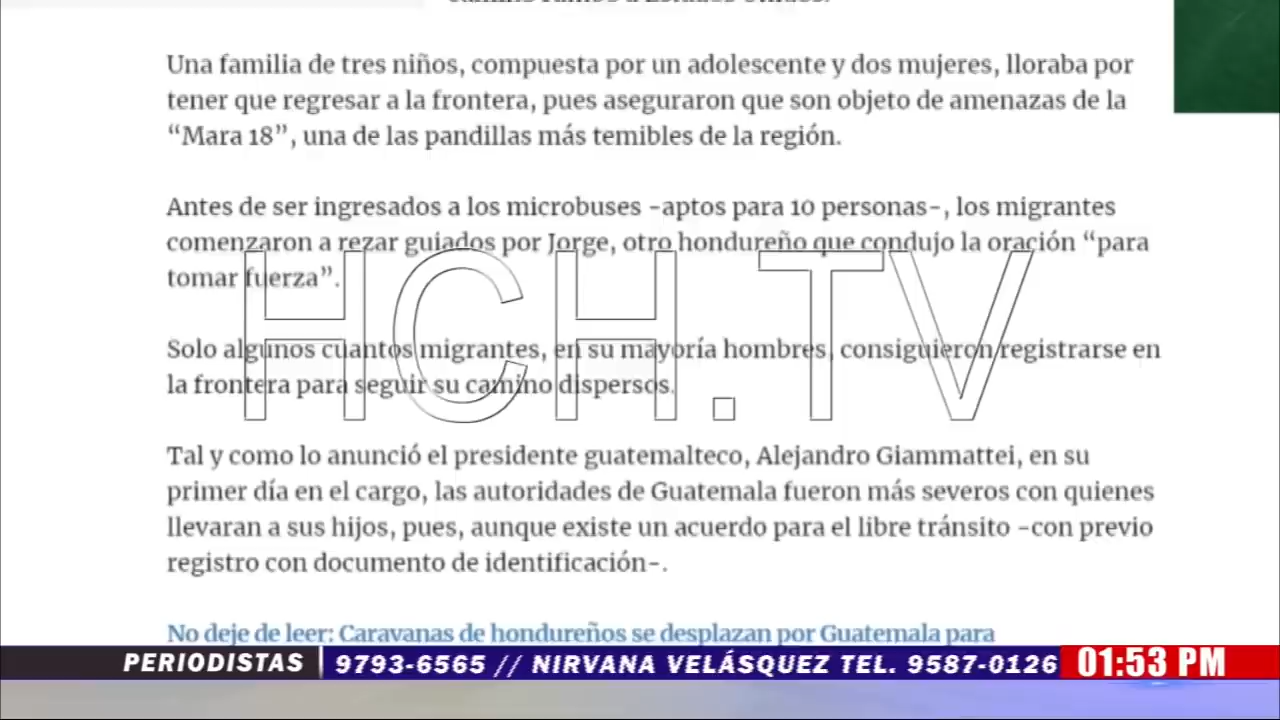 Una familia de tres niños, compuesta por un adolescente y dos mujeres, lloraba por
tener que regresar a la frontera, pues aseguraron que son objeto de amenazas de la
“Mara 18”, una de las pandillas más temibles de la región.
Antes de ser ingresados a los microbuses –aptos para 10 personas–, los migrantes
comenzaron a rezar guiados por Jorge, otro hondureño que condujo la oración “para
tomar fuerza”.
HCH.TV
Solo algunos cuantos migrantes, en su mayoría hombres, consiguieron registrarse en
la frontera para seguir su camino dispersos.
Tal y como lo anunció el presidente guatemalteco, Alejandro Giammattei, en su
primer día en el cargo, las autoridades de Guatemala fueron más severos con quienes
llevaran a sus hijos, pues, aunque existe un acuerdo para el libre tránsito –con previo
registro con documento de identificación–.
No deje de leer: Caravanas de hondureños se desplazan por Guatemala para
PERIODISTAS 9793-6565 // NIRVANA VELÁSQUEZ TEL. 9587-0126 01:53 PM